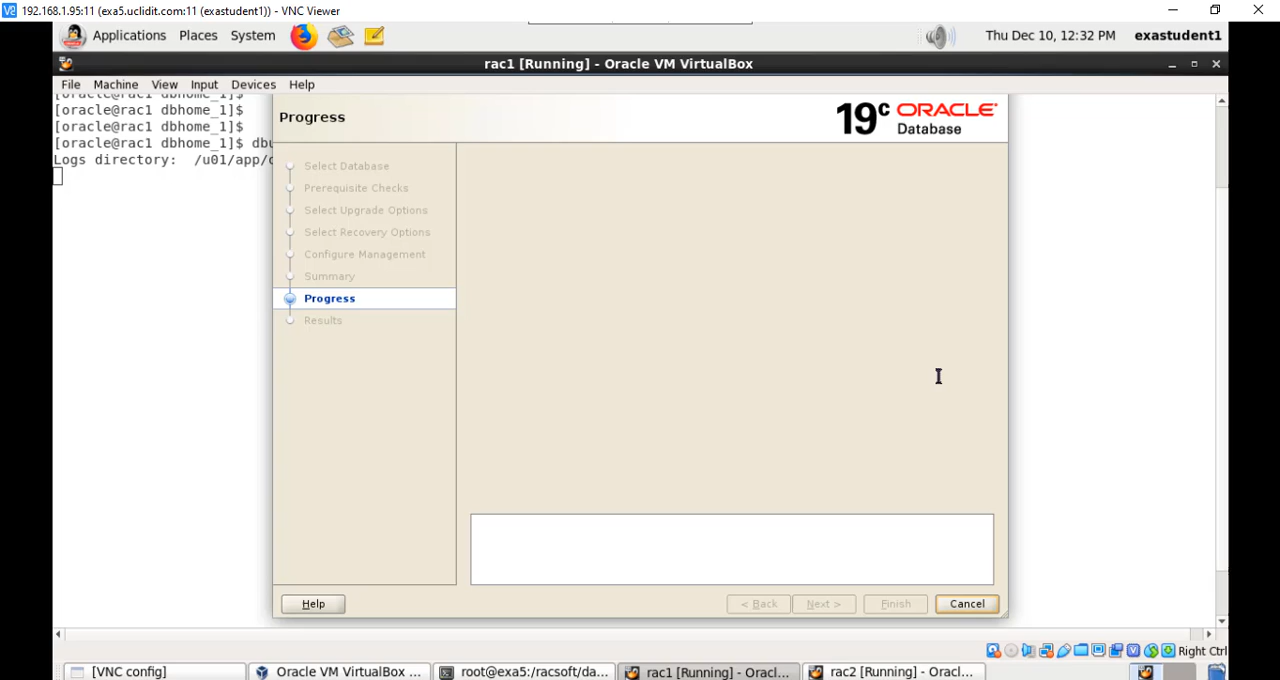 192.168.1.95:11 (exa5.uclidit.com:11 (exastudent1)) - VNC Viewer
Applications Places System Thu Dec 10, 12:32 PM exastudent1
rac1 [Running] - Oracle VM VirtualBox
File Machine View Input Devices Help
[oracle@rac1 dbhome_1]$
[oracle@rac1 dbhome_1]$
[oracle@rac1 dbhome_1]$
[oracle@rac1 dbhome_1]$ dbu
Logs directory: /u01/app/o
Progress
19c ORACLE
Database
Select Database
Prerequisite Checks
Select Upgrade Options
Select Recovery Options
Configure Management
Summary
Progress
Results
Help < Back Next > Finish Cancel
Right Ctrl
[VNC config] Oracle VM VirtualBox ... root@exa5:/racsoft/da... rac1 [Running] - Oracl... rac2 [Running] - Oracl...